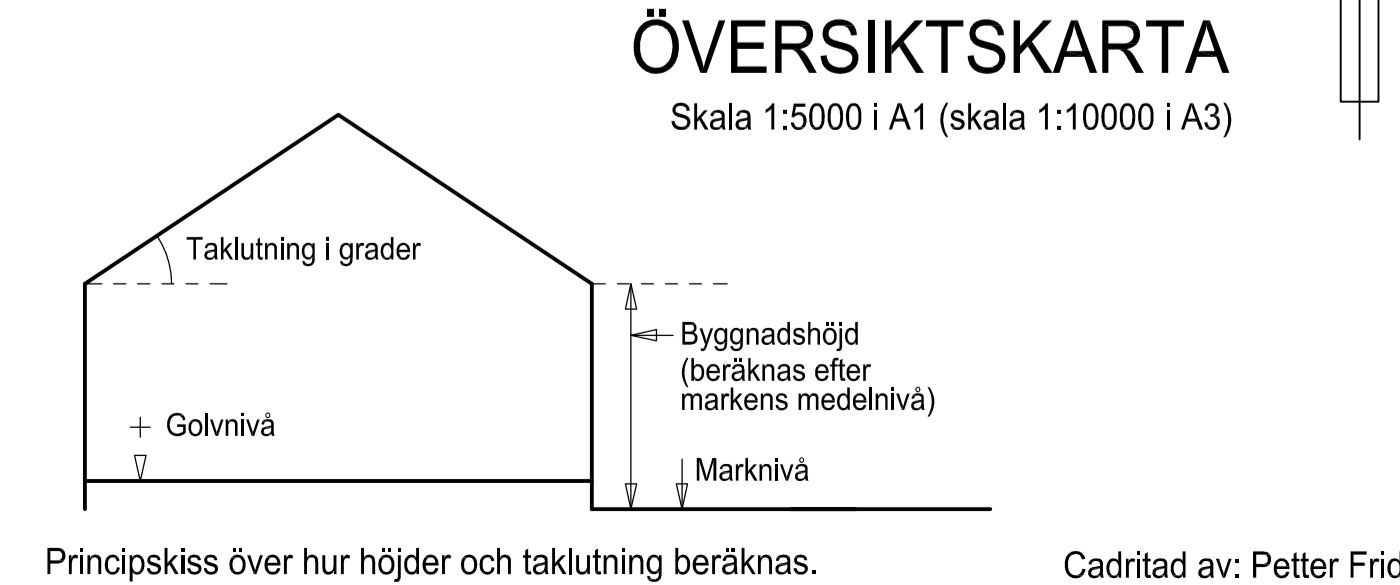 ÖVERSIKTSKARTA
Skala 1:5000 i A1 (skala 1:10000 i A3)
Taklutning i grader
Byggnadshöjd
(beräknas efter
markens medelnivå)
+ Golvnivå
Marknivå
Principskiss över hur höjder och taklutning beräknas.
Cadritad av: Petter